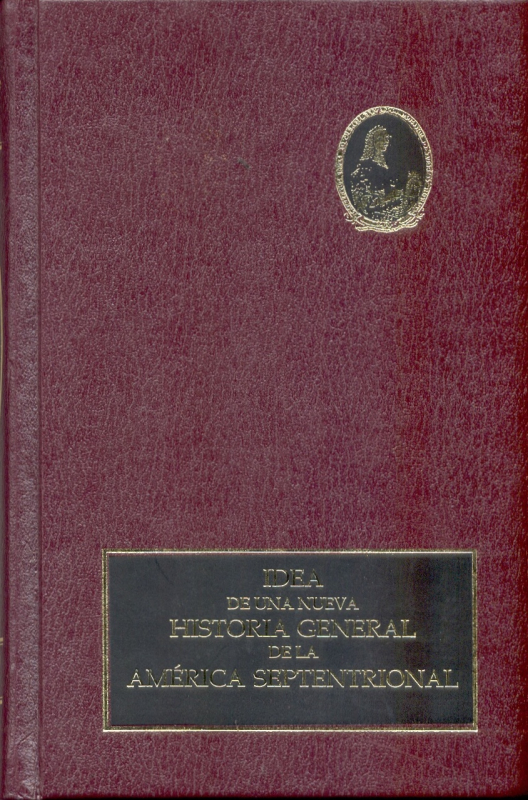 IDEA
DE UNA NUEVA
HISTORIA GENERAL
DE LA
AMÉRICA SEPTENTRIONAL